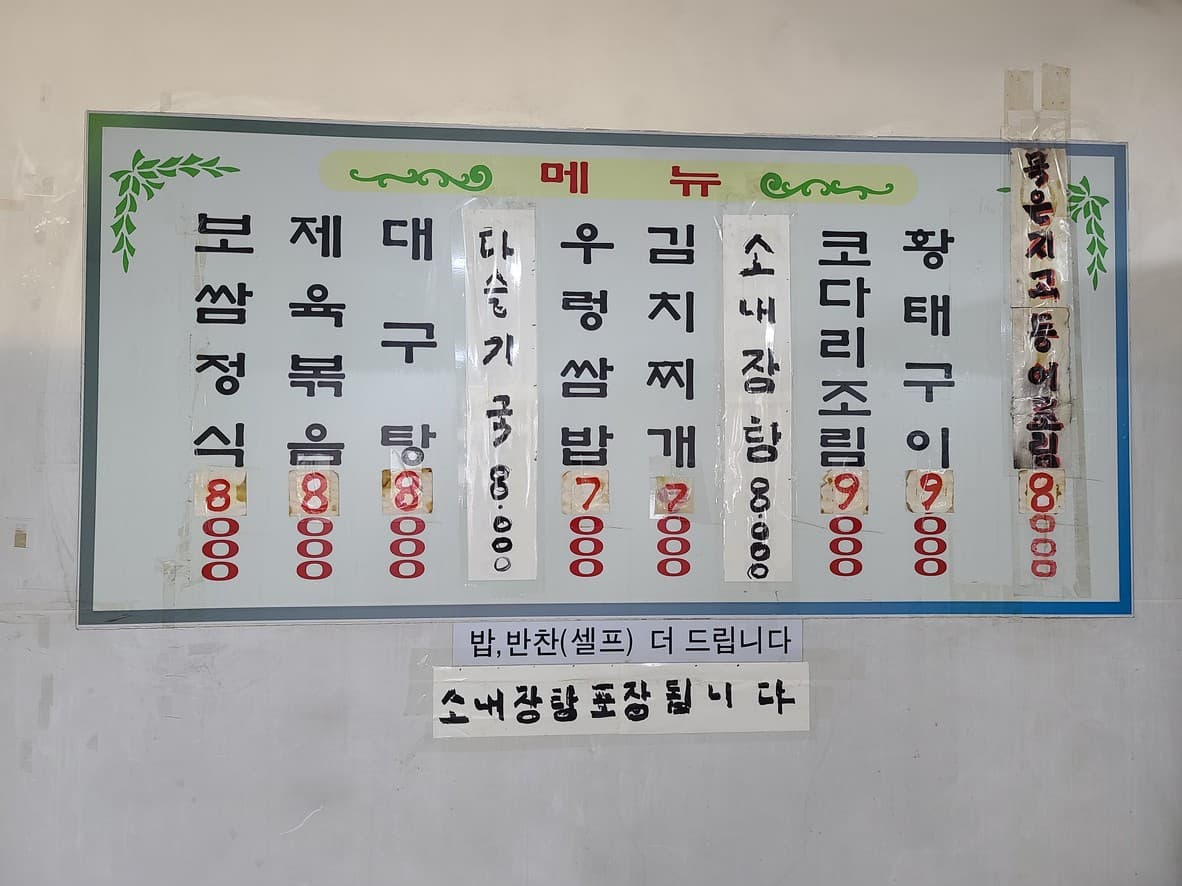 메뉴
보쌈정식 8000
제육볶음 8000
대구탕 8000
다슬기국 8.000
우렁쌈밥 7000
김치찌개 7000
소내장탕 8.000
코다리조림 9000
황태구이 9000
묵은지고등어조림 8000
밥,반찬(셀프) 더 드립니다
소내장탕포장됩니다